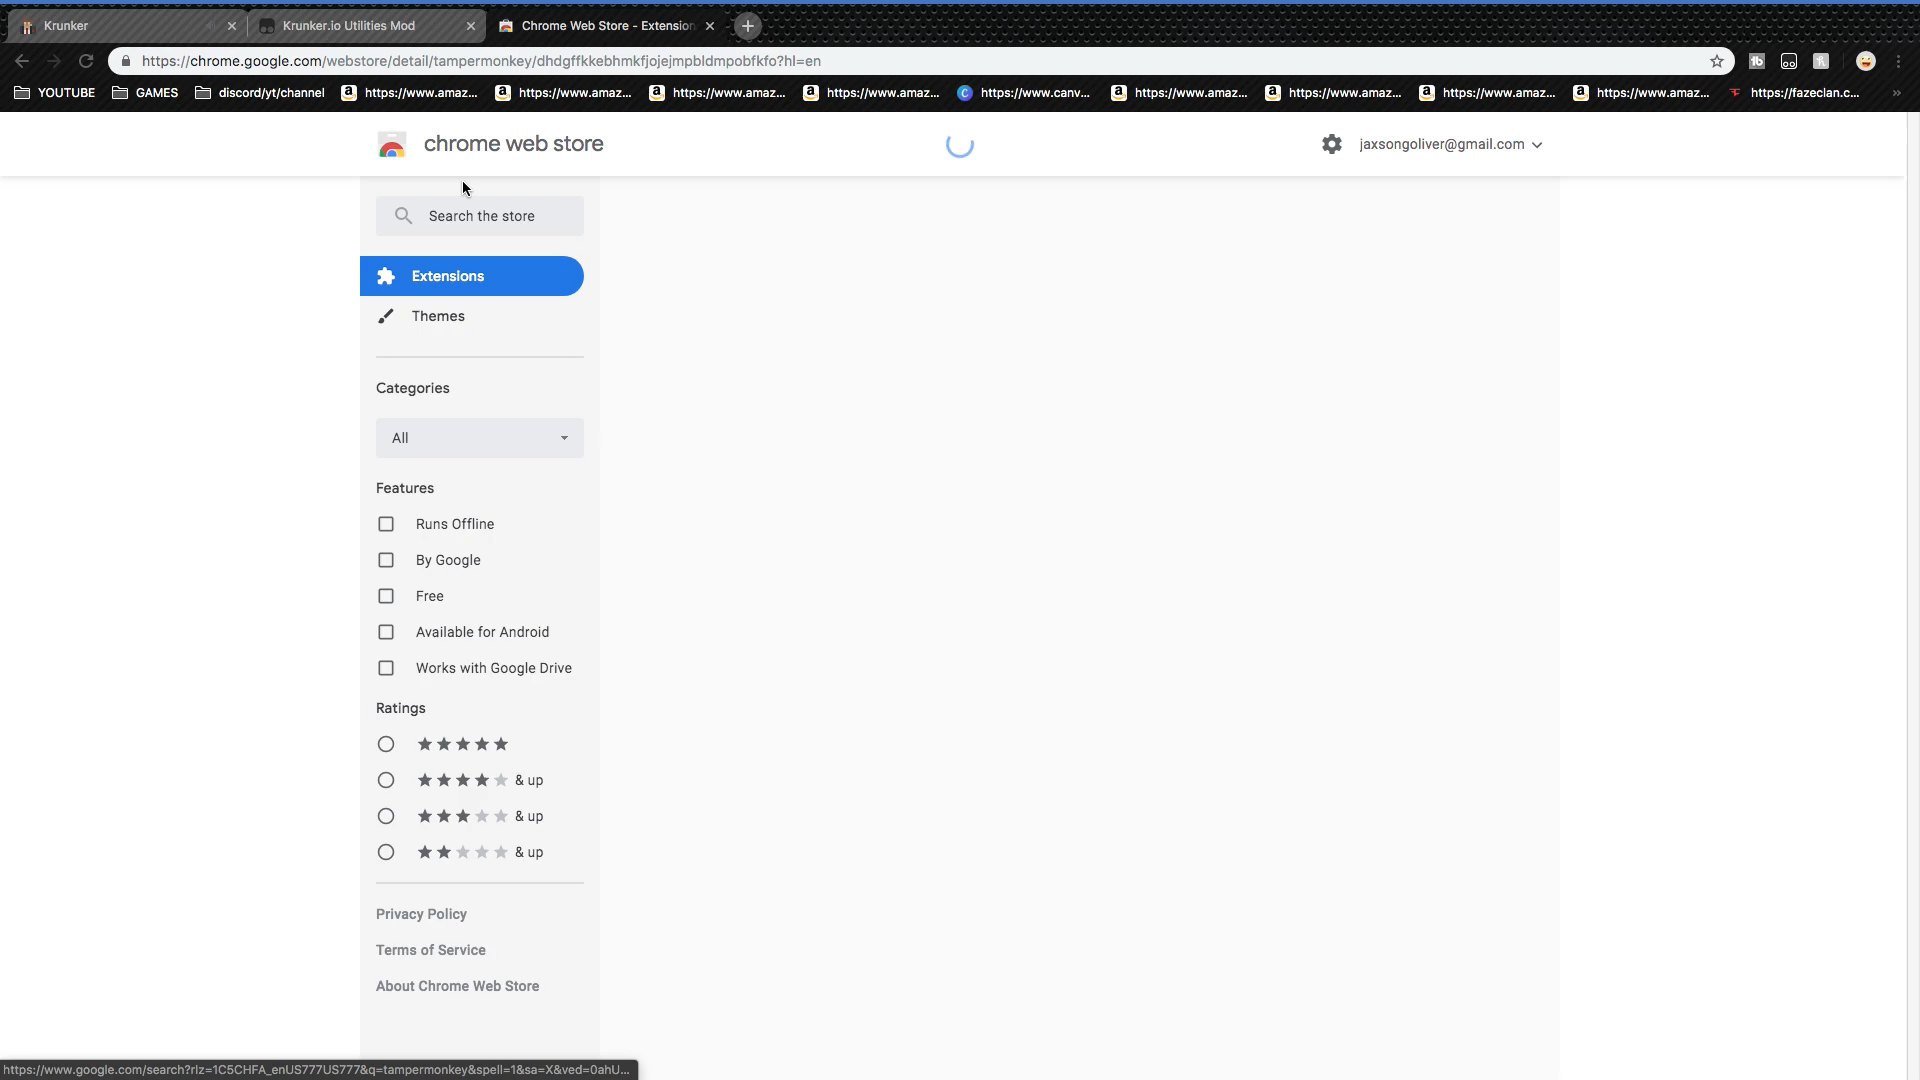 Krunker
Krunker.io Utilities Mod
Chrome Web Store - Extension
https://chrome.google.com/webstore/detail/tampermonkey/dhdgffkkebhmkfjojejmpbldmpobfkfo?hl=en
YOUTUBE
GAMES
discord/yt/channel
https://www.amaz...
https://www.amaz...
https://www.amaz...
https://www.amaz...
https://www.canv...
https://www.amaz...
https://www.amaz...
https://www.amaz...
https://www.amaz...
https://fazeclan.c...
chrome web store
jaxsongoliver@gmail.com
Search the store
Extensions
Themes
Categories
All
Features
Runs Offline
By Google
Free
Available for Android
Works with Google Drive
Ratings
& up
& up
& up
Privacy Policy
Terms of Service
About Chrome Web Store
https://www.google.com/search?rlz=1C5CHFA_enUS777US777&q=tampermonkey&spell=1&sa=X&ved=0ahU...